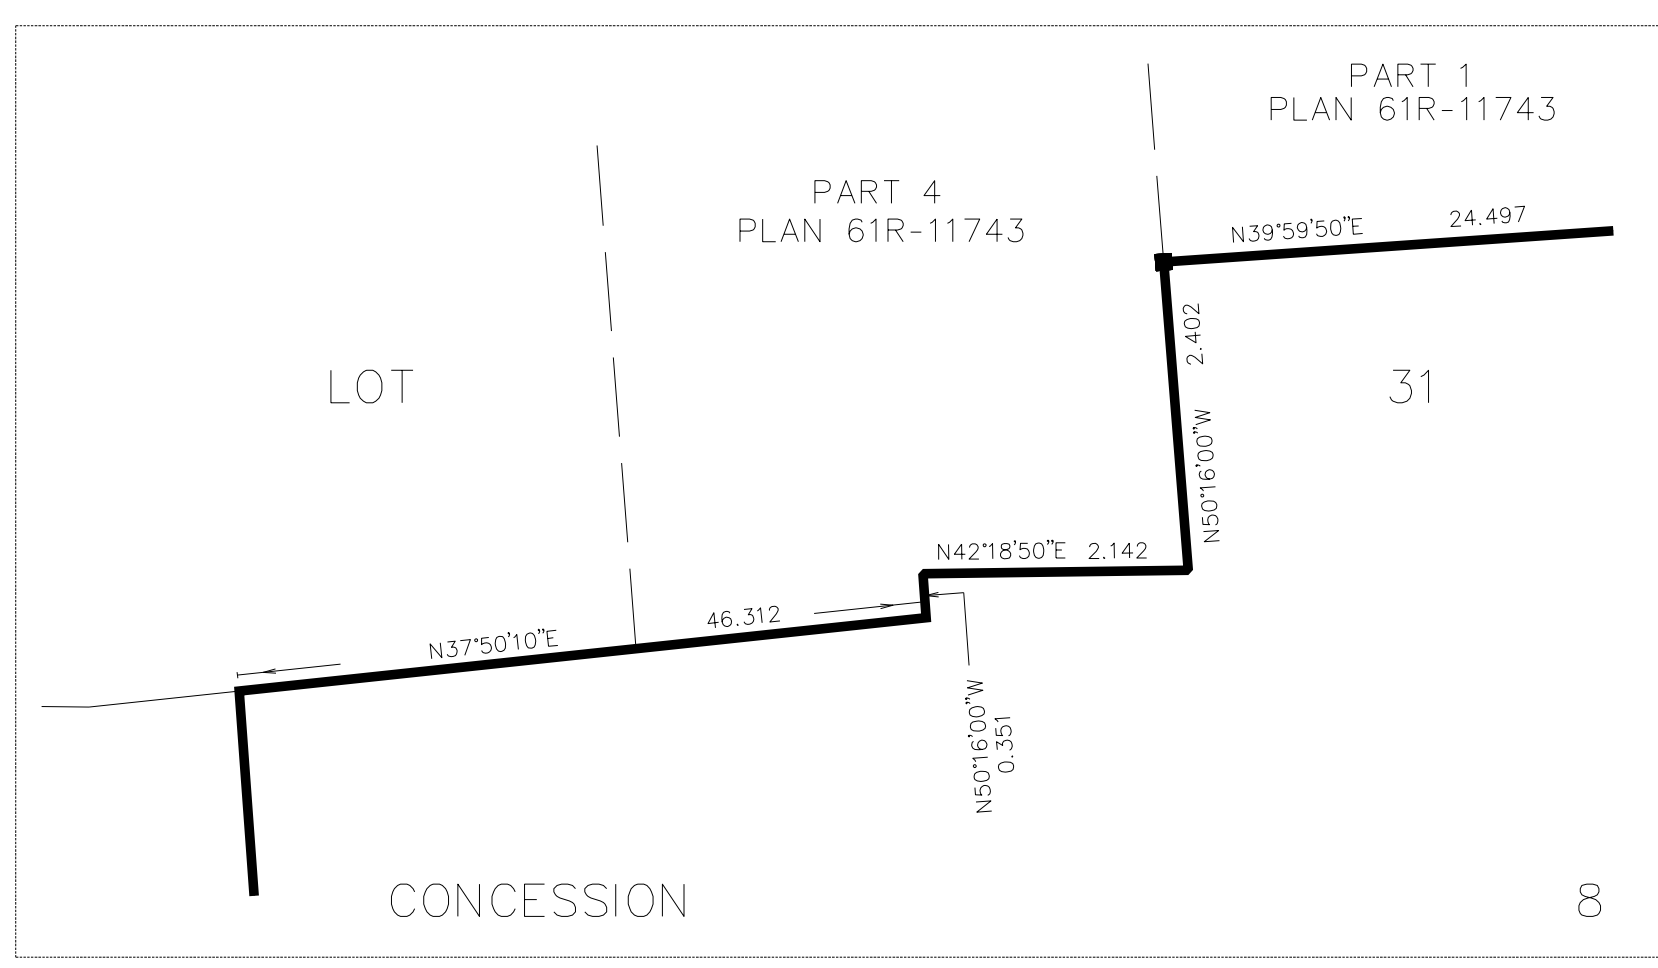 PART 1
PLAN 61R-11743
PART 4
PLAN 61R-11743
N39°59'50"E 24.497
2.402
N50°16'00"W
LOT 31
N42°18'50"E 2.142
46.312
N37°50'10"E
N50°16'00"W
0.351
CONCESSION 8